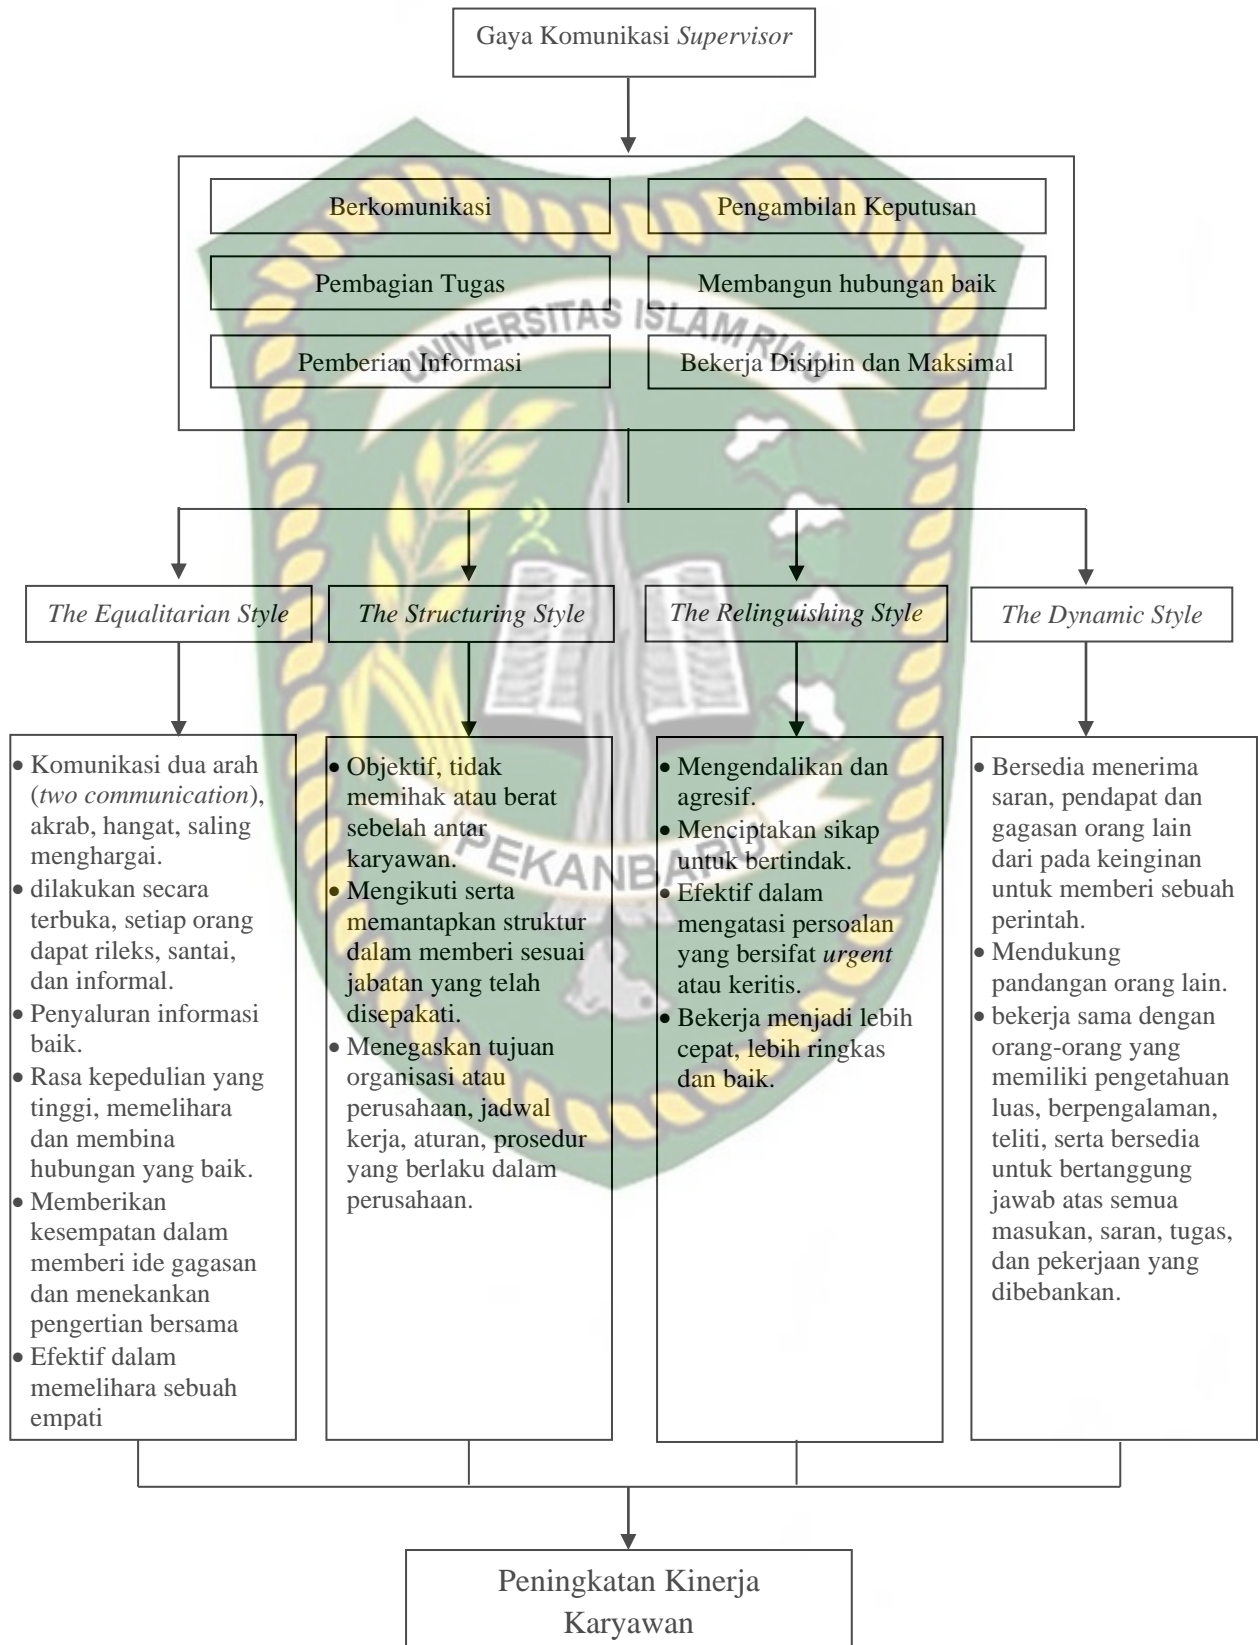 Gaya Komunikasi Supervisor
Berkomunikasi
Pengambilan Keputusan
Pembagian Tugas
Membangun hubungan baik
UNIVERSITAS ISLAM RIAU
Pemberian Informasi
Bekerja Disiplin dan Maksimal
The Equalitarian Style
The Structuring Style
The Relinguishing Style
The Dynamic Style
• Komunikasi dua arah
(two communication),
akrab, hangat, saling
menghargai.
• dilakukan secara
terbuka, setiap orang
dapat rileks, santai,
dan informal.
• Penyaluran informasi
baik.
• Rasa kepedulian yang
tinggi, memelihara
dan membina
hubungan yang baik.
• Memberikan
kesempatan dalam
memberi ide gagasan
dan menekankan
pengertian bersama
• Efektif dalam
memelihara sebuah
empati
• Objektif, tidak
memihak atau berat
sebelah antar
karyawan.
• Mengikuti serta
memantapkan struktur
dalam memberi sesuai
jabatan yang telah
disepakati.
• Menegaskan tujuan
organisasi atau
perusahaan, jadwal
kerja, aturan, prosedur
yang berlaku dalam
perusahaan.
• Mengendalikan dan
agresif.
• Menciptakan sikap
untuk bertindak.
• Efektif dalam
mengatasi persoalan
yang bersifat urgent
atau keritis.
• Bekerja menjadi lebih
cepat, lebih ringkas
dan baik.
• Bersedia menerima
saran, pendapat dan
gagasan orang lain
dari pada keinginan
untuk memberi sebuah
perintah.
• Mendukung
pandangan orang lain.
• bekerja sama dengan
orang-orang yang
memiliki pengetahuan
luas, berpengalaman,
teliti, serta bersedia
untuk bertanggung
jawab atas semua
masukan, saran, tugas,
dan pekerjaan yang
dibebankan.
PEKANBARU
Peningkatan Kinerja
Karyawan